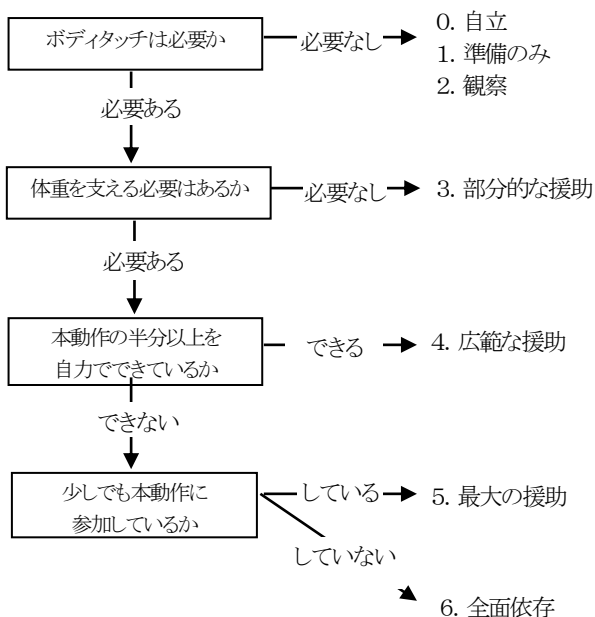 ボディタッチは必要か
必要なし
0. 自立
1. 準備のみ
2. 観察
必要ある
体重を支える必要はあるか
必要なし
3. 部分的な援助
必要ある
本動作の半分以上を
自力でできているか
できる
4. 広範な援助
できない
少しでも本動作に
参加しているか
している
5. 最大の援助
していない
6. 全面依存